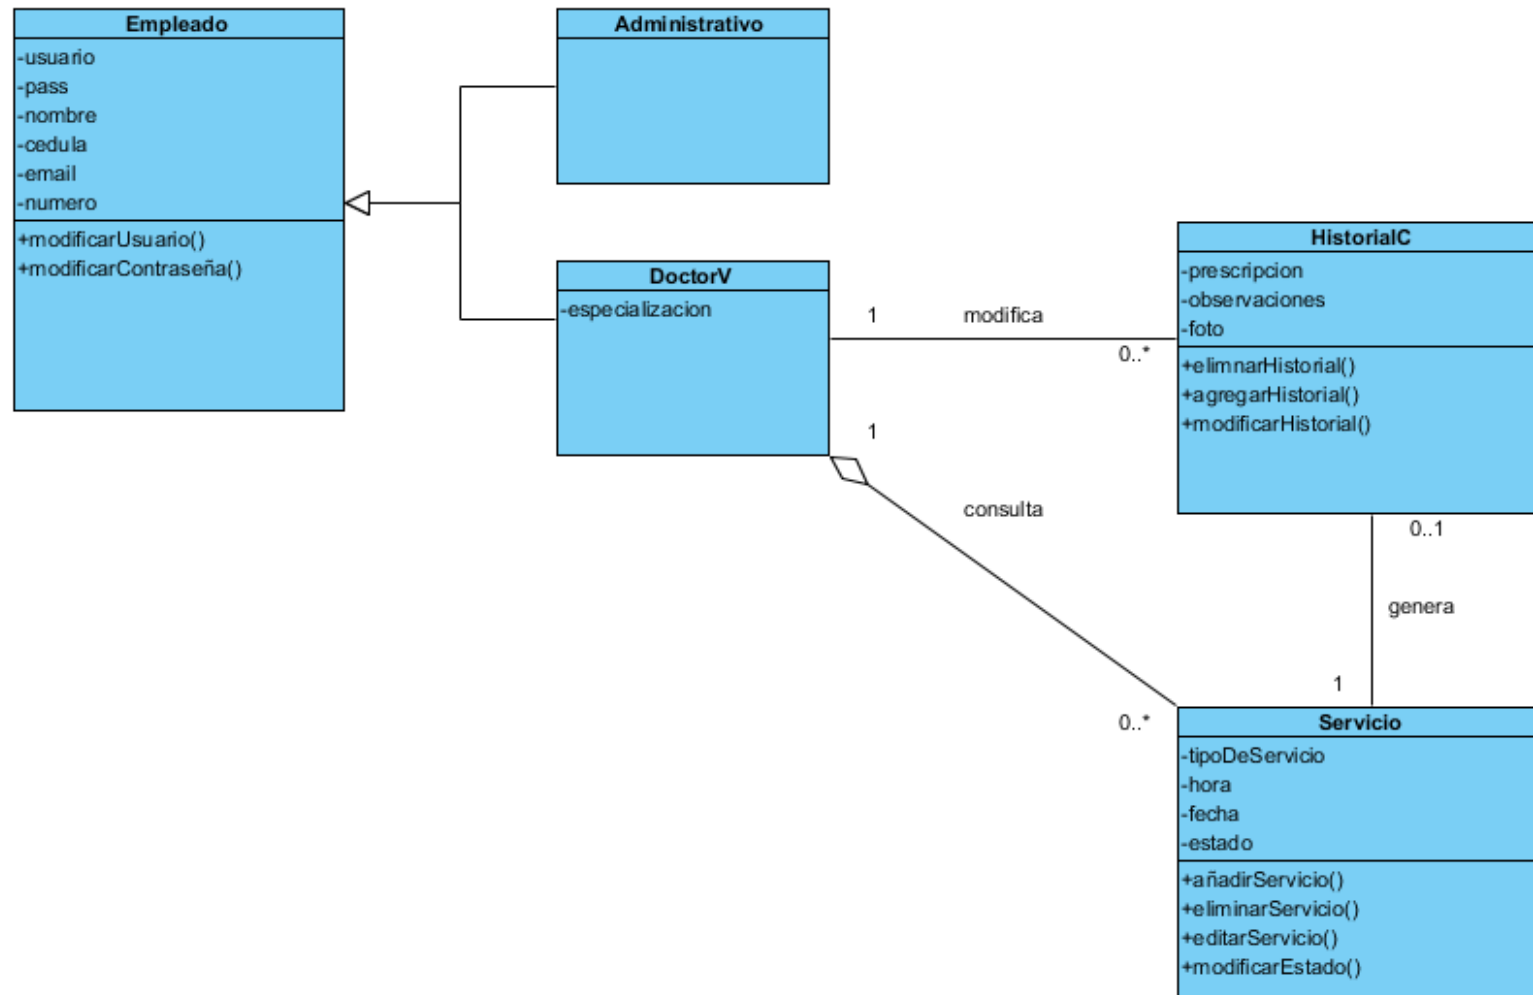 Empleado
-usuario
-pass
-nombre
-cedula
-email
-numero
+modificarUsuario()
+modificarContraseña()
Administrativo
DoctorV
-especializacion
1
modifica
0..*
HistorialC
-prescripcion
-observaciones
-foto
+elimnarHistorial()
+agregarHistorial()
+modificarHistorial()
1
consulta
0..*
0..1
genera
1
Servicio
-tipoDeServicio
-hora
-fecha
-estado
+añadirServicio()
+eliminarServicio()
+editarServicio()
+modificarEstado()